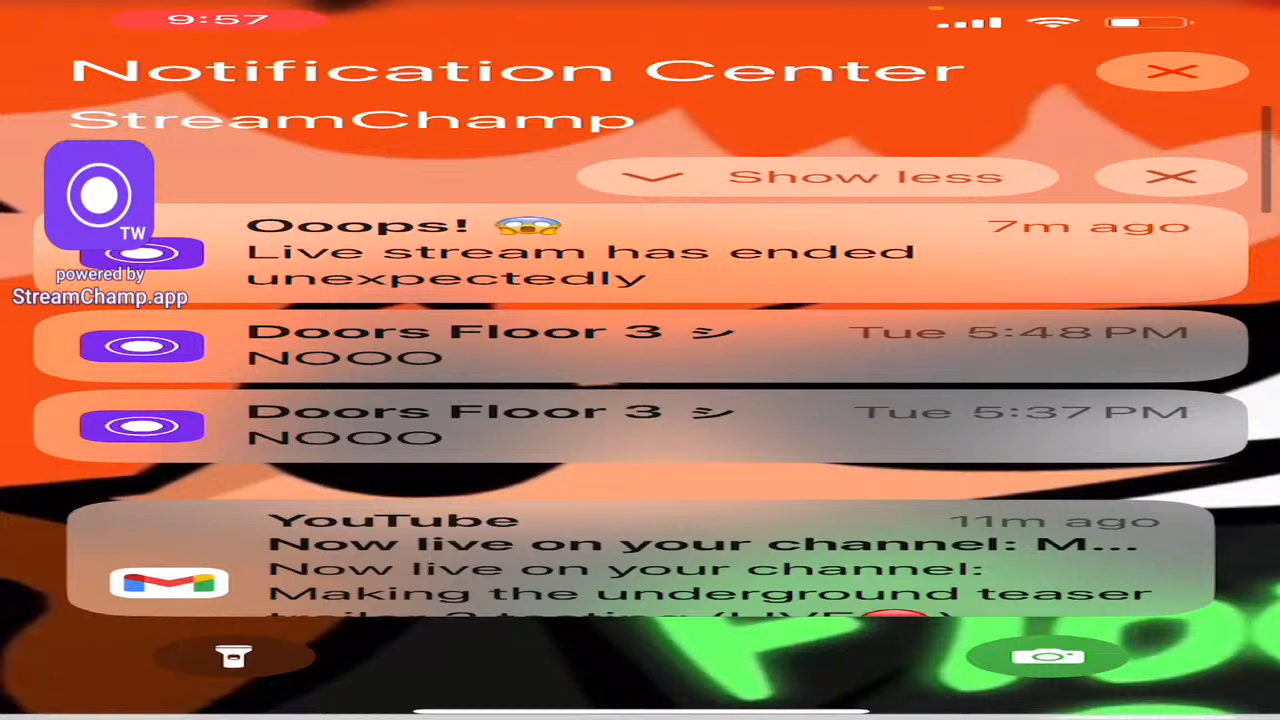 9:57
Notification Center
StreamChamp
Show less
TW
powered by
StreamChamp.app
Ooops! 😱 7m ago
Live stream has ended
unexpectedly
Doors Floor 3 シ Tue 5:48 PM
NOOO
Doors Floor 3 シ Tue 5:37 PM
NOOO
YouTube 11m ago
Now live on your channel: M...
Now live on your channel:
Making the underground teaser